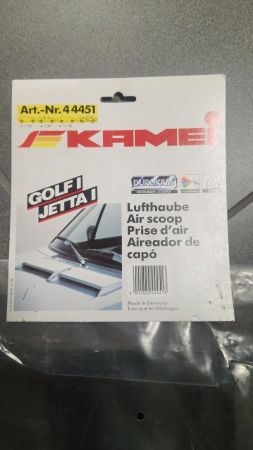 Art.-Nr. 44451
KAMEI
GOLF I
JETTA I
DUROKAM
Lufthaube
Air scoop
Prise d'air
Aireador de
capó
Made in Germany
Fabriqué en Allemagne